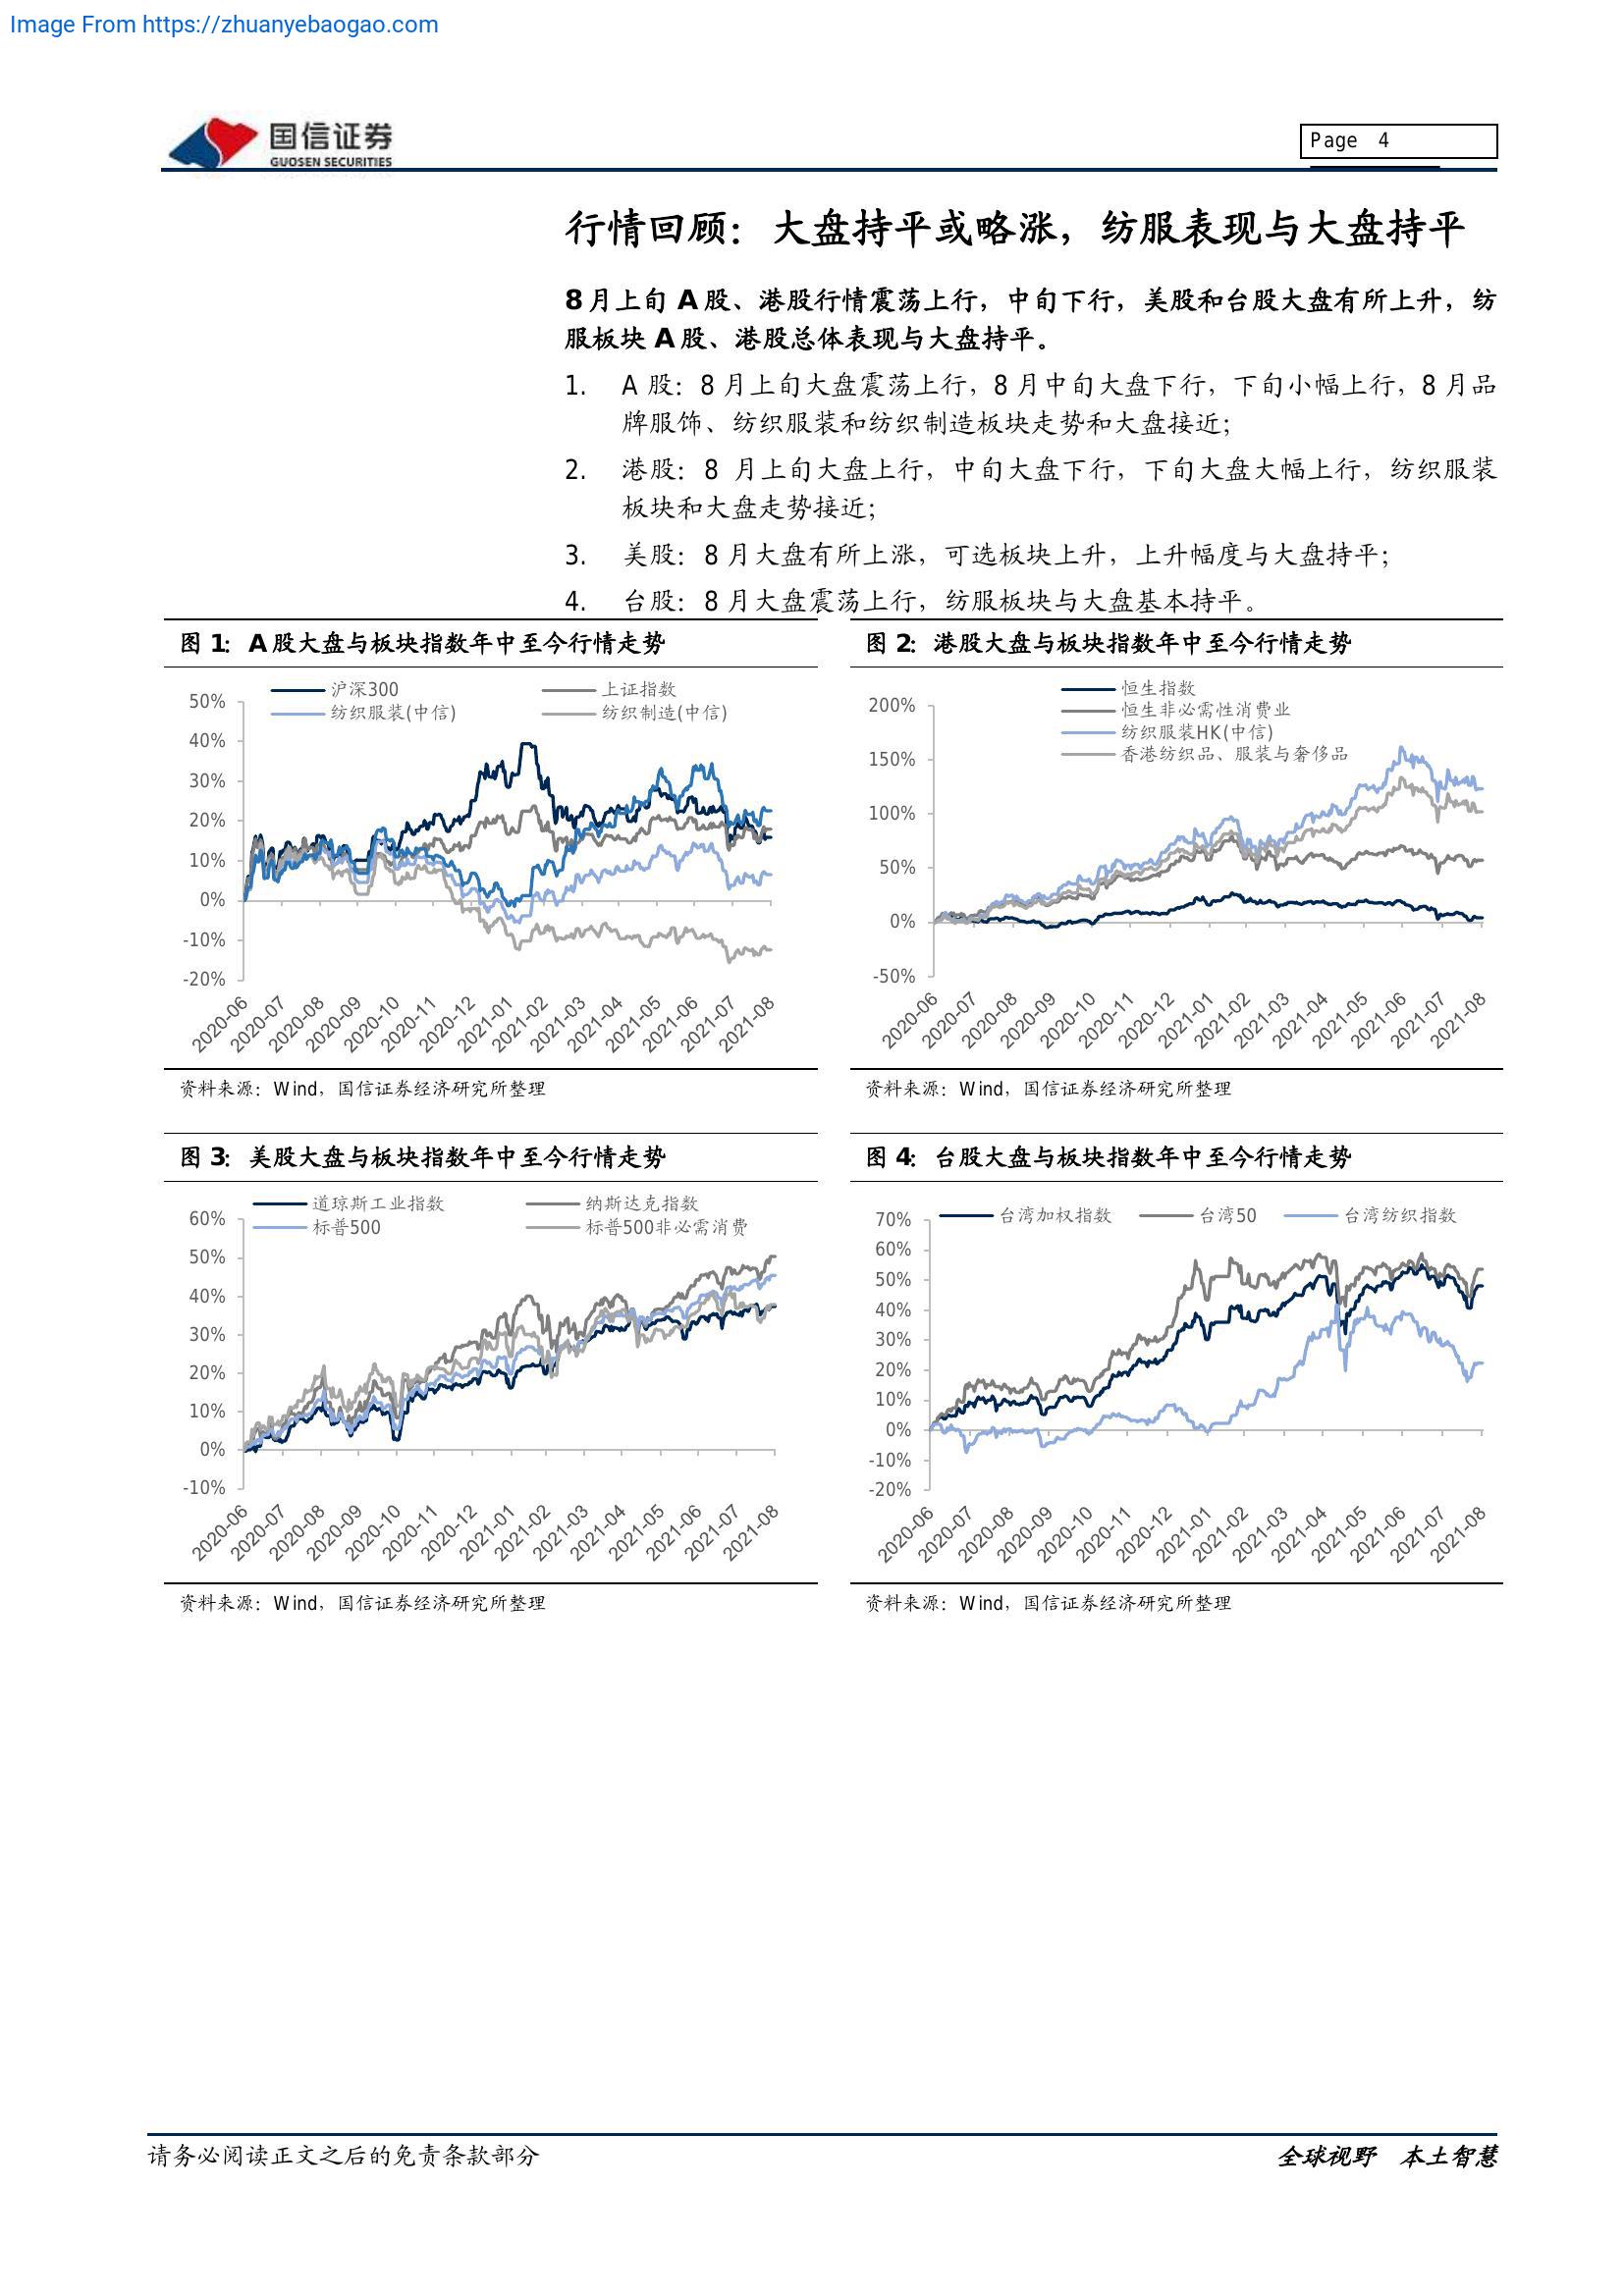 Image From https://zhuanyebaogao.com
国信证券
GUOSEN SECURITIES
Page 4
行情回顾：大盘持平或略涨，纺服表现与大盘持平
8月上旬 A股、港股行情震荡上行，中旬下行，美股和台股大盘有所上升，纺
服板块 A股、港股总体表现与大盘持平。
1. A 股：8 月上旬大盘震荡上行，8 月中旬大盘下行，下旬小幅上行，8 月品
牌服饰、纺织服装和纺织制造板块走势和大盘接近；
2. 港股：8 月上旬大盘上行，中旬大盘下行，下旬大盘大幅上行，纺织服装
板块和大盘走势接近；
3. 美股：8 月大盘有所上涨，可选板块上升，上升幅度与大盘持平；
4. 台股：8 月大盘震荡上行，纺服板块与大盘基本持平。
图 1: A股大盘与板块指数年中至今行情走势
沪深300
上证指数
纺织服装(中信)
纺织制造(中信)
50%
40%
30%
20%
10%
0%
-10%
-20%
2020-06
2020-07
2020-08
2020-09
2020-10
2020-11
2020-12
2021-01
2021-02
2021-03
2021-04
2021-05
2021-06
2021-07
2021-08
资料来源：Wind，国信证券经济研究所整理
图 2: 港股大盘与板块指数年中至今行情走势
恒生指数
恒生非必需性消费业
纺织服装HK(中信)
香港纺织品、服装与奢侈品
200%
150%
100%
50%
0%
-50%
2020-06
2020-07
2020-08
2020-09
2020-10
2020-11
2020-12
2021-01
2021-02
2021-03
2021-04
2021-05
2021-06
2021-07
2021-08
资料来源：Wind，国信证券经济研究所整理
图 3: 美股大盘与板块指数年中至今行情走势
道琼斯工业指数
纳斯达克指数
标普500
标普500非必需消费
60%
50%
40%
30%
20%
10%
0%
-10%
2020-06
2020-07
2020-08
2020-09
2020-10
2020-11
2020-12
2021-01
2021-02
2021-03
2021-04
2021-05
2021-06
2021-07
2021-08
资料来源：Wind，国信证券经济研究所整理
图 4: 台股大盘与板块指数年中至今行情走势
台湾加权指数
台湾50
台湾纺织指数
70%
60%
50%
40%
30%
20%
10%
0%
-10%
-20%
2020-06
2020-07
2020-08
2020-09
2020-10
2020-11
2020-12
2021-01
2021-02
2021-03
2021-04
2021-05
2021-06
2021-07
2021-08
资料来源：Wind，国信证券经济研究所整理
请务必阅读正文之后的免责条款部分
全球视野 本土智慧